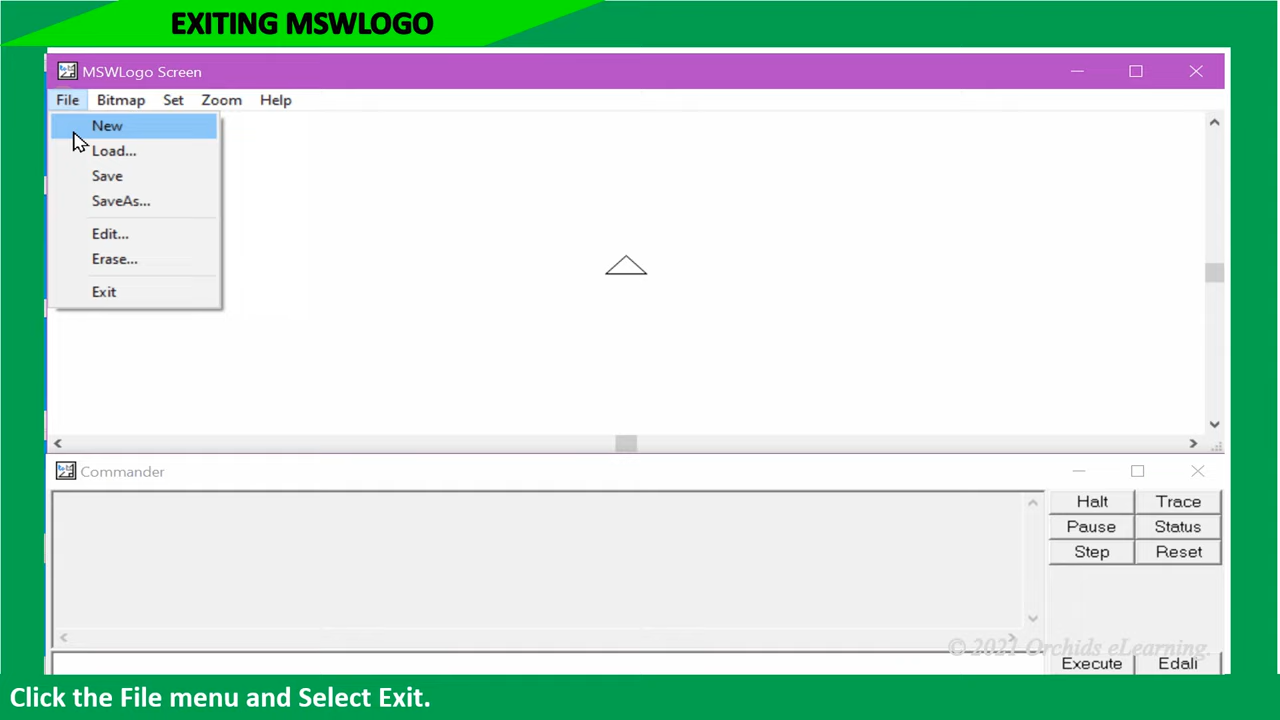 EXITING MSWLOGO
MSWLogo Screen
File Bitmap Set Zoom Help
New
Load...
Save
SaveAs...
Edit...
Erase...
Exit
Commander
Halt Trace
Pause Status
Step Reset
© 2021 Orchids eLearning.
Execute Edall
Click the File menu and Select Exit.